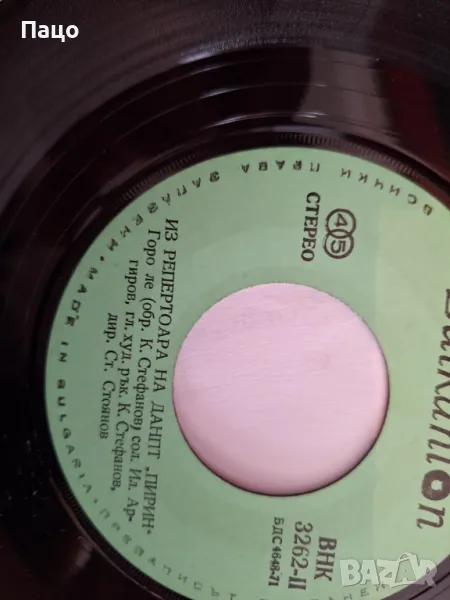 Пацо
Balkanton
45
СТЕРЕО
ВНК
3262-II
БДС 4648-71
ИЗ РЕПЕРТОАРА НА ДАНПТ „ПИРИН“
Горо ле (обр. К. Стефанов, сол. Ил. Ар-
гиров, гл. худ. рък. К. Стефанов,
дир. Ст. Стоянов
ВСИЧКИ ПРАВА
MADE IN BULGARIA
BAZAR